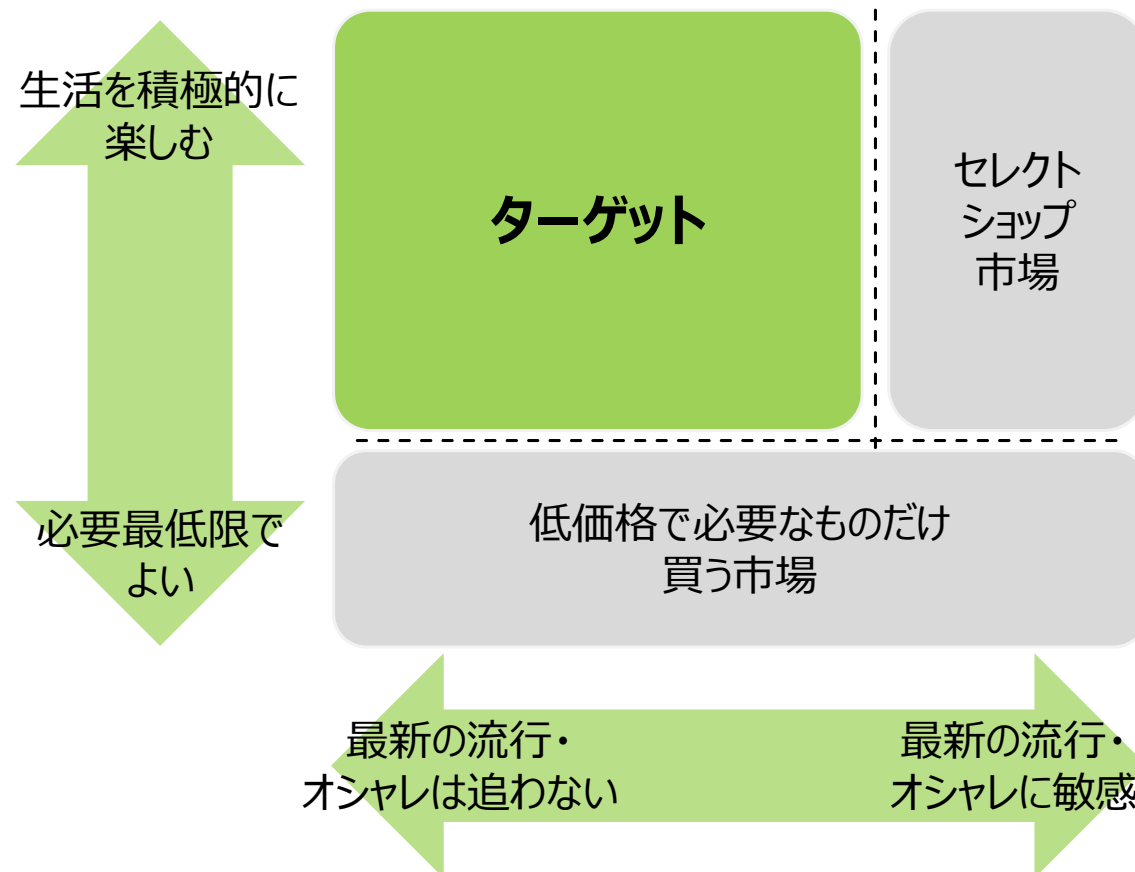 生活を積極的に
楽しむ
ターゲット
セレクト
ショップ
市場
必要最低限で
よい
低価格で必要なものだけ
買う市場
最新の流行・
オシャレは追わない
最新の流行・
オシャレに敏感